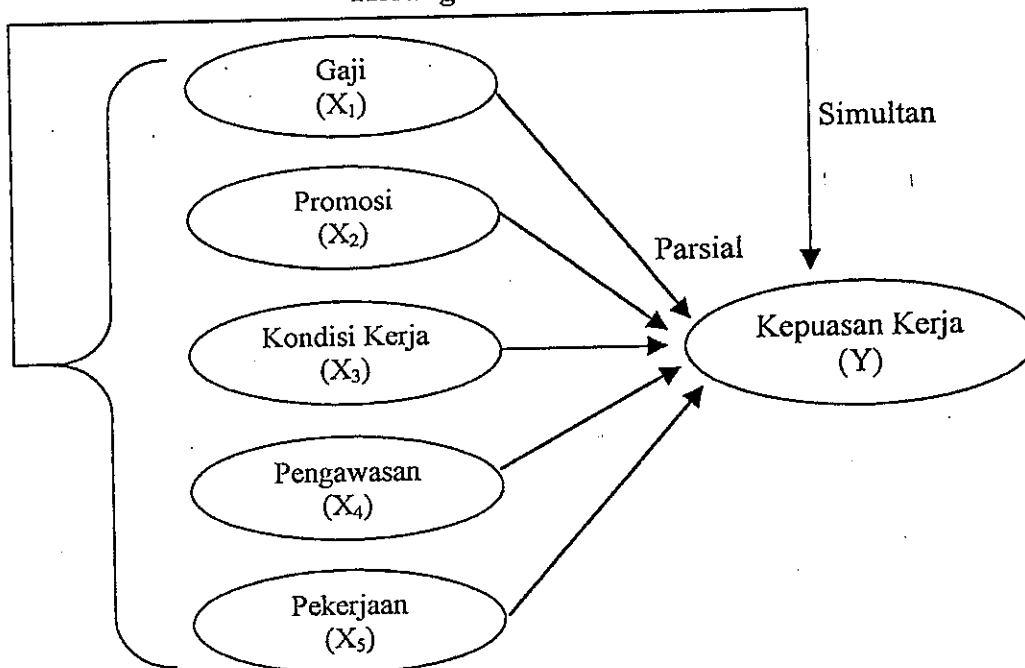 Gaji
(X₁)
Simultan
Promosi
(X₂)
Parsial
Kondisi Kerja
(X₃)
Kepuasan Kerja
(Y)
Pengawasan
(X₄)
Pekerjaan
(X₅)